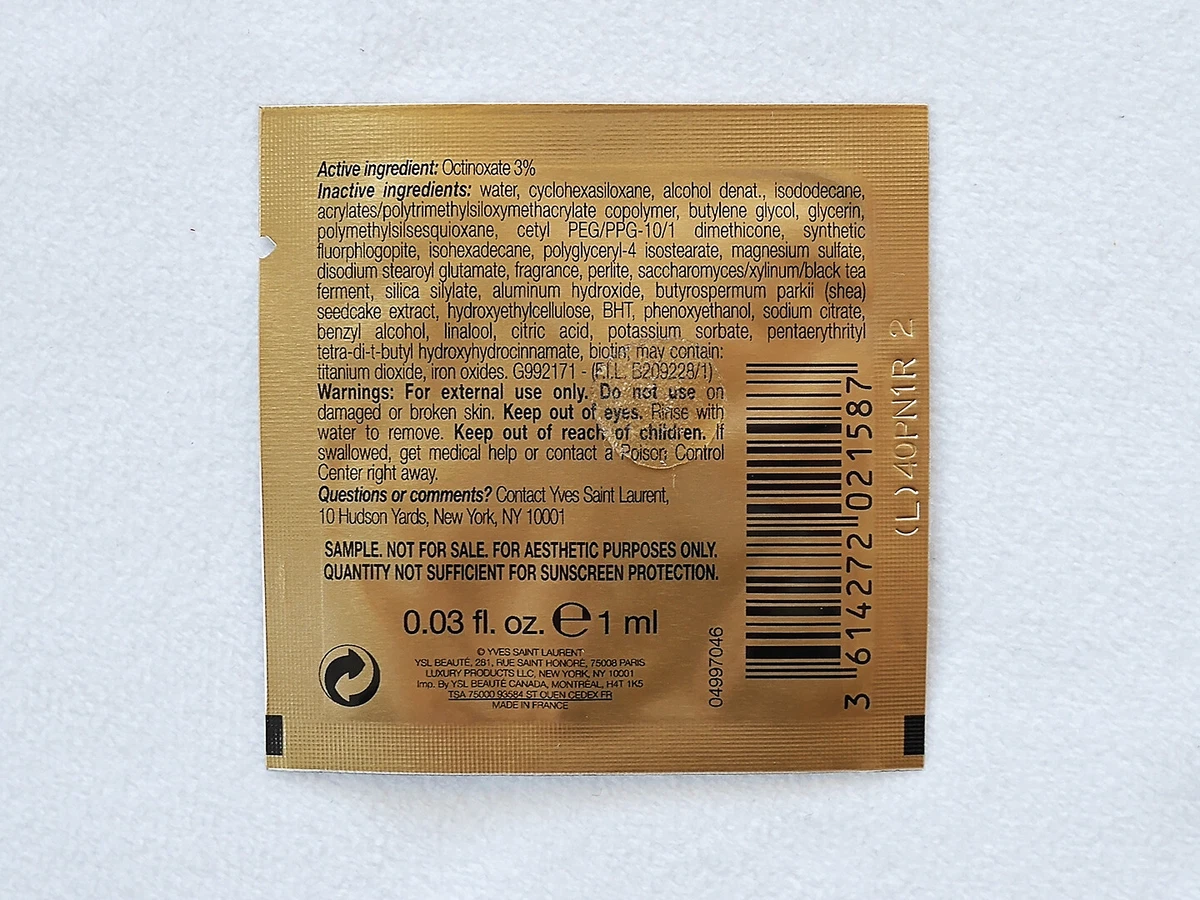 Active ingredient: Octinoxate 3%
Inactive ingredients: water, cyclohexasiloxane, alcohol denat., isododecane,
acrylates/polytrimethylsiloxymethacrylate copolymer, butylene glycol, glycerin,
polymethylsilsesquioxane, cetyl PEG/PPG-10/1 dimethicone, synthetic
fluorphlogopite, isohexadecane, polyglyceryl-4 isostearate, magnesium sulfate,
disodium stearoyl glutamate, fragrance, perlite, saccharomyces/xylinum/black tea
ferment, silica silylate, aluminum hydroxide, butyrospermum parkii (shea)
seedcake extract, hydroxyethylcellulose, BHT, phenoxyethanol, sodium citrate,
benzyl alcohol, linalool, citric acid, potassium sorbate, pentaerythrityl
tetra-di-t-butyl hydroxyhydrocinnamate, biotin; may contain:
titanium dioxide, iron oxides. G992171 - (F.I.L. B209228/1)
Warnings: For external use only. Do not use on
damaged or broken skin. Keep out of eyes. Rinse with
water to remove. Keep out of reach of children. If
swallowed, get medical help or contact a Poison Control
Center right away.
Questions or comments? Contact Yves Saint Laurent,
10 Hudson Yards, New York, NY 10001
SAMPLE. NOT FOR SALE. FOR AESTHETIC PURPOSES ONLY.
QUANTITY NOT SUFFICIENT FOR SUNSCREEN PROTECTION.
0.03 fl. oz. ℮ 1 ml
© YVES SAINT LAURENT
YSL BEAUTÉ, 281, RUE SAINT HONORÉ, 75008 PARIS
LUXURY PRODUCTS LLC, NEW YORK, NY 10001
Imp. By YSL BEAUTÉ CANADA, MONTRÉAL, H4T 1K5
TSA 75000 93584 ST OUEN CEDEX FR
MADE IN FRANCE
04997046
3 614272 021587
(L)40PN1R 2